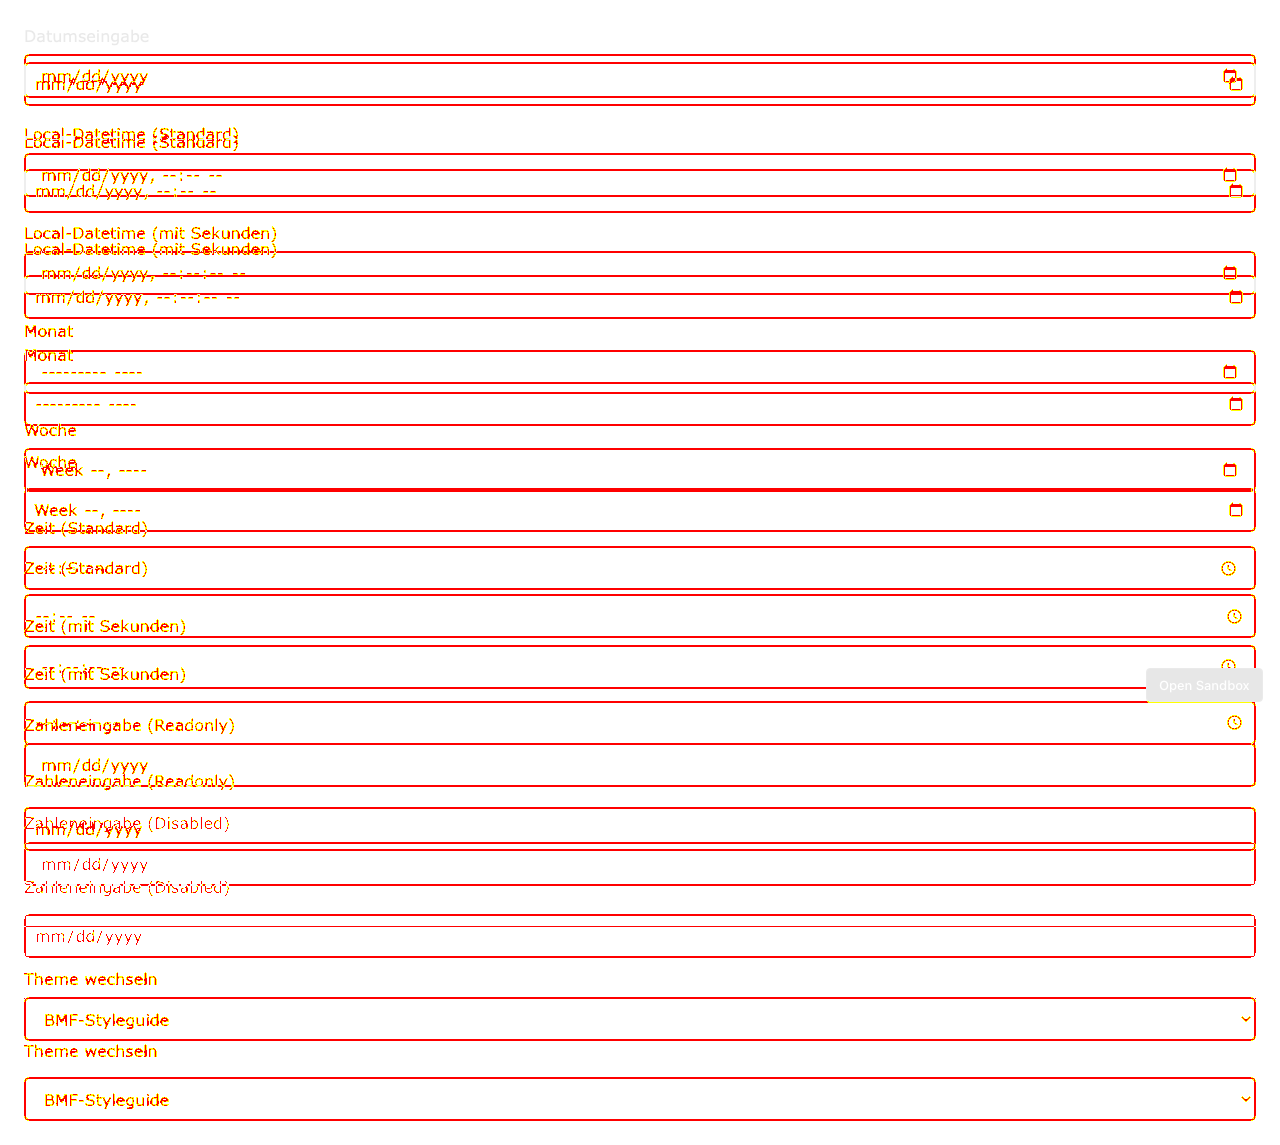 Datumseingabe
mm/dd/yyyy
mm/dd/yyyy
Local-Datetime (Standard)
Local-Datetime (Standard)
mm/dd/yyyy, --:-- --
mm/dd/yyyy, --:-- --
Local-Datetime (mit Sekunden)
Local-Datetime (mit Sekunden)
mm/dd/yyyy, --:--:-- --
mm/dd/yyyy, --:--:-- --
Monat
Monat
--------- ----
--------- ----
Woche
Woche
Week --, ----
Week --, ----
Zeit (Standard)
Zeit (Standard)
--:-- --
Zeit (mit Sekunden)
Zeit (mit Sekunden)
Open Sandbox
Zahleneingabe (Readonly)
mm/dd/yyyy
Zahleneingabe (Readonly)
Zahleneingabe (Disabled)
mm/dd/yyyy
mm/dd/yyyy
Zahleneingabe (Disabled)
mm/dd/yyyy
Theme wechseln
BMF-Styleguide
Theme wechseln
BMF-Styleguide